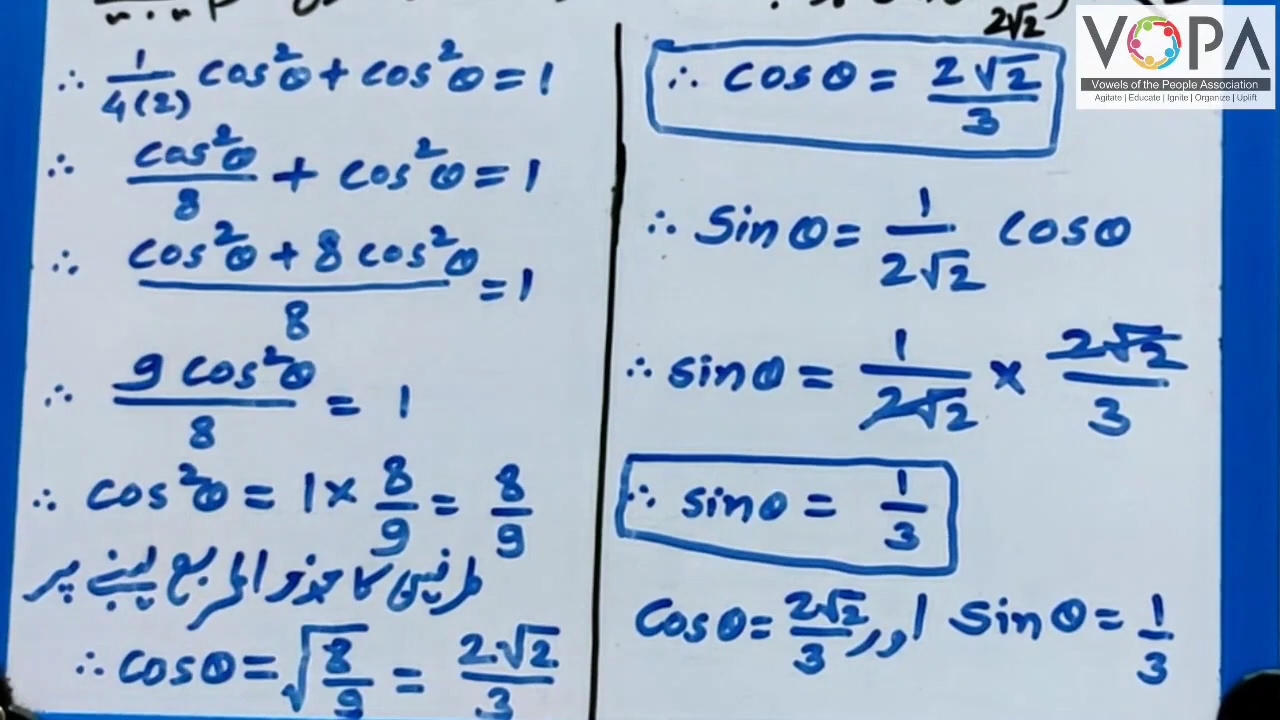 ∴ 1/4(2) cos²θ + cos²θ = 1
∴ cos²θ/8 + cos²θ = 1
∴ (cos²θ + 8 cos²θ)/8 = 1
∴ 9 cos²θ/8 = 1
∴ cos²θ = 1 × 8/9 = 8/9
طرفین کا جذر المربع لینے پر
∴ cosθ = √(8/9) = 2√2/3
2√2
∴ cosθ = 2√2/3
∴ Sinθ = 1/2√2 cosθ
∴ sinθ = 1/2√2 × 2√2/3
∴ sinθ = 1/3
cosθ = 2√2/3 اور Sinθ = 1/3
VOPA
Vowels of the People Association
Agitate | Educate | Ignite | Organize | Uplift